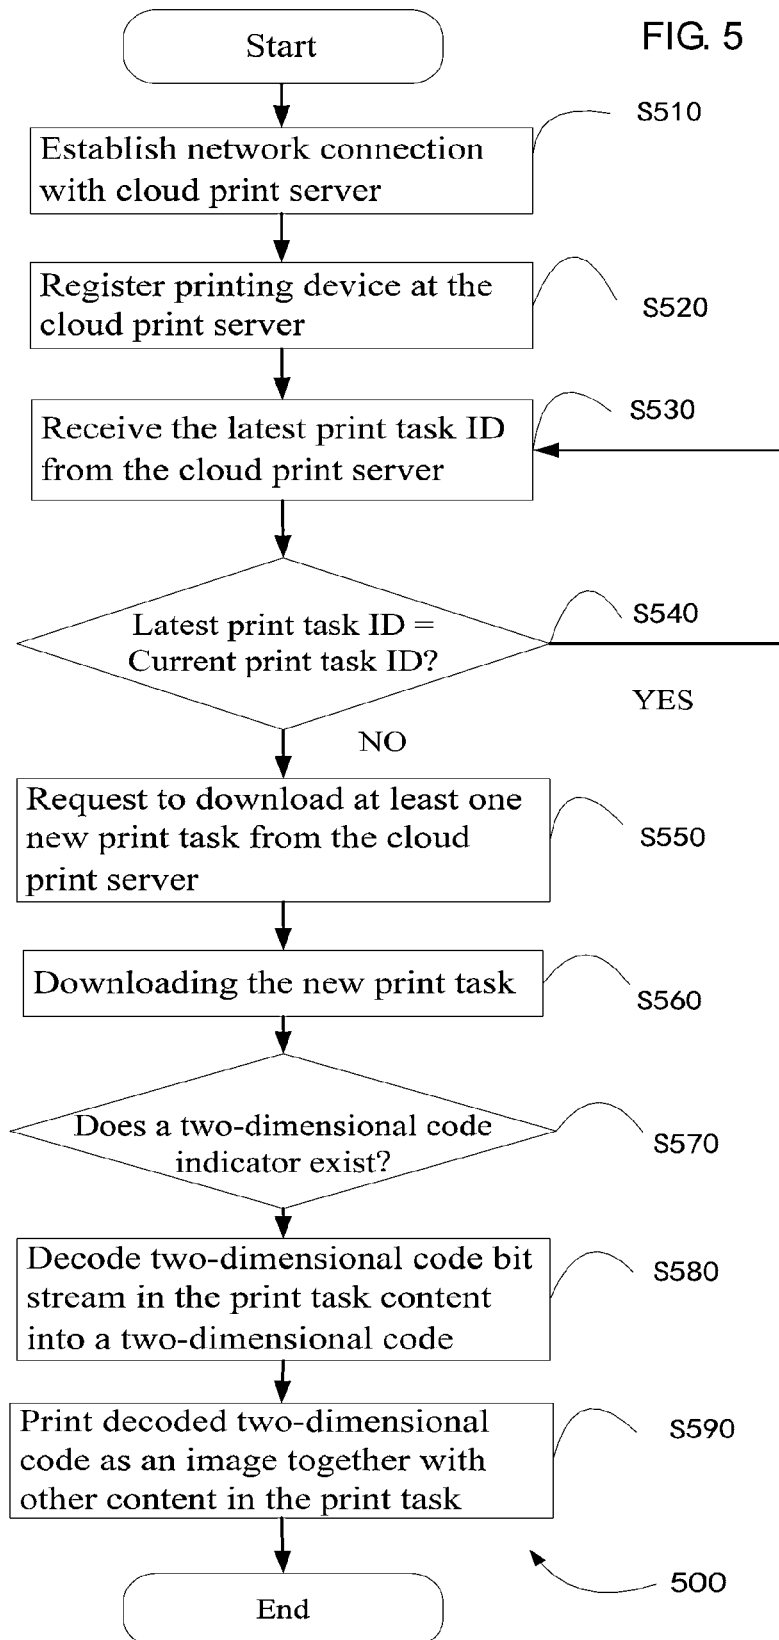 FIG. 5
Start
S510
Establish network connection
with cloud print server
Register printing device at the
cloud print server
S520
S530
Receive the latest print task ID
from the cloud print server
Latest print task ID =
Current print task ID?
S540
YES
NO
Request to download at least one
new print task from the cloud
print server
S550
Downloading the new print task
S560
Does a two-dimensional code
indicator exist?
S570
Decode two-dimensional code bit
stream in the print task content
into a two-dimensional code
S580
Print decoded two-dimensional
code as an image together with
other content in the print task
S590
500
End